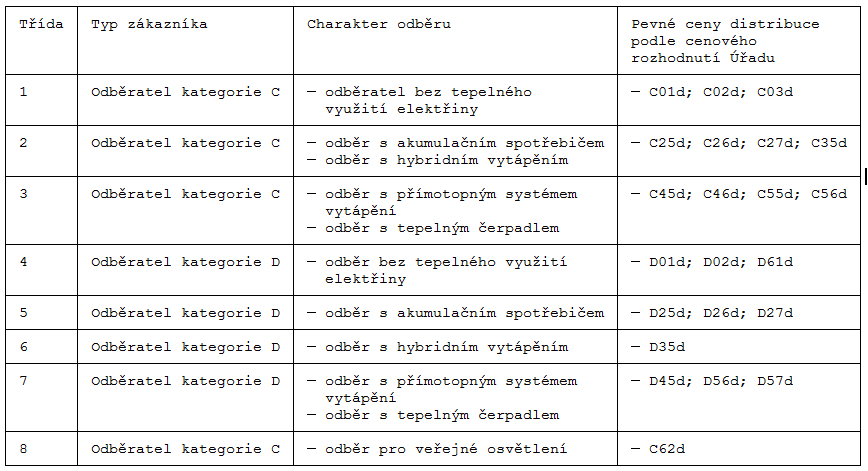 Třída Typ zákazníka Charakter odběru Pevné ceny distribuce
podle cenového
rozhodnutí Úřadu
1 Odběratel kategorie C — odběratel bez tepelného — C01d; C02d; C03d
využití elektřiny
2 Odběratel kategorie C — odběr s akumulačním spotřebičem — C25d; C26d; C27d; C35d
— odběr s hybridním vytápěním
3 Odběratel kategorie C — odběr s přímotopným systémem — C45d; C46d; C55d; C56d
vytápění
— odběr s tepelným čerpadlem
4 Odběratel kategorie D — odběr bez tepelného využití — D01d; D02d; D61d
elektřiny
5 Odběratel kategorie D — odběr s akumulačním spotřebičem — D25d; D26d; D27d
6 Odběratel kategorie D — odběr s hybridním vytápěním — D35d
7 Odběratel kategorie D — odběr s přímotopným systémem — D45d; D56d; D57d
vytápění
— odběr s tepelným čerpadlem
8 Odběratel kategorie C — odběr pro veřejné osvětlení — C62d